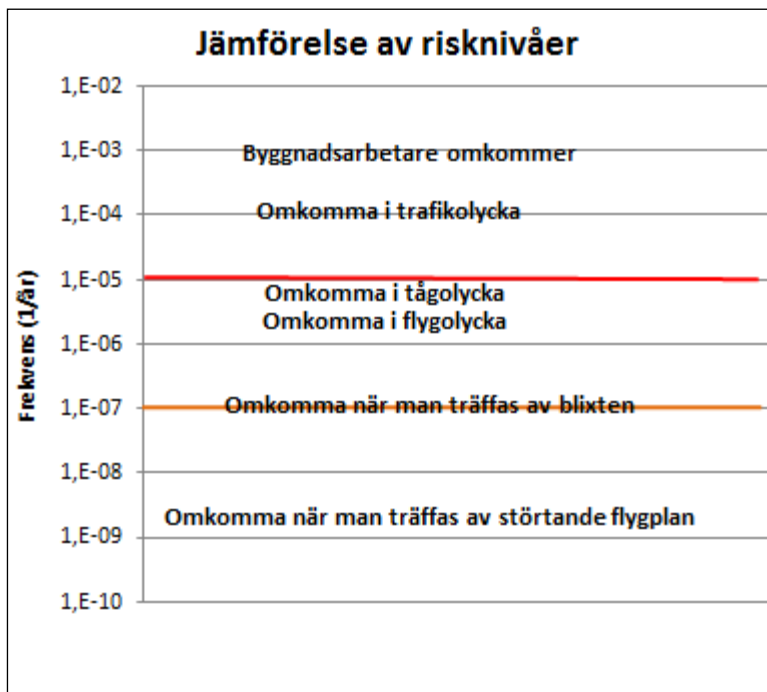 Jämförelse av risknivåer
Frekvens (1/år)
1,E-02
1,E-03
Byggnadsarbetare omkommer
1,E-04
Omkomma i trafikolycka
1,E-05
Omkomma i tågolycka
Omkomma i flygolycka
1,E-06
1,E-07
Omkomma när man träffas av blixten
1,E-08
Omkomma när man träffas av störtande flygplan
1,E-09
1,E-10